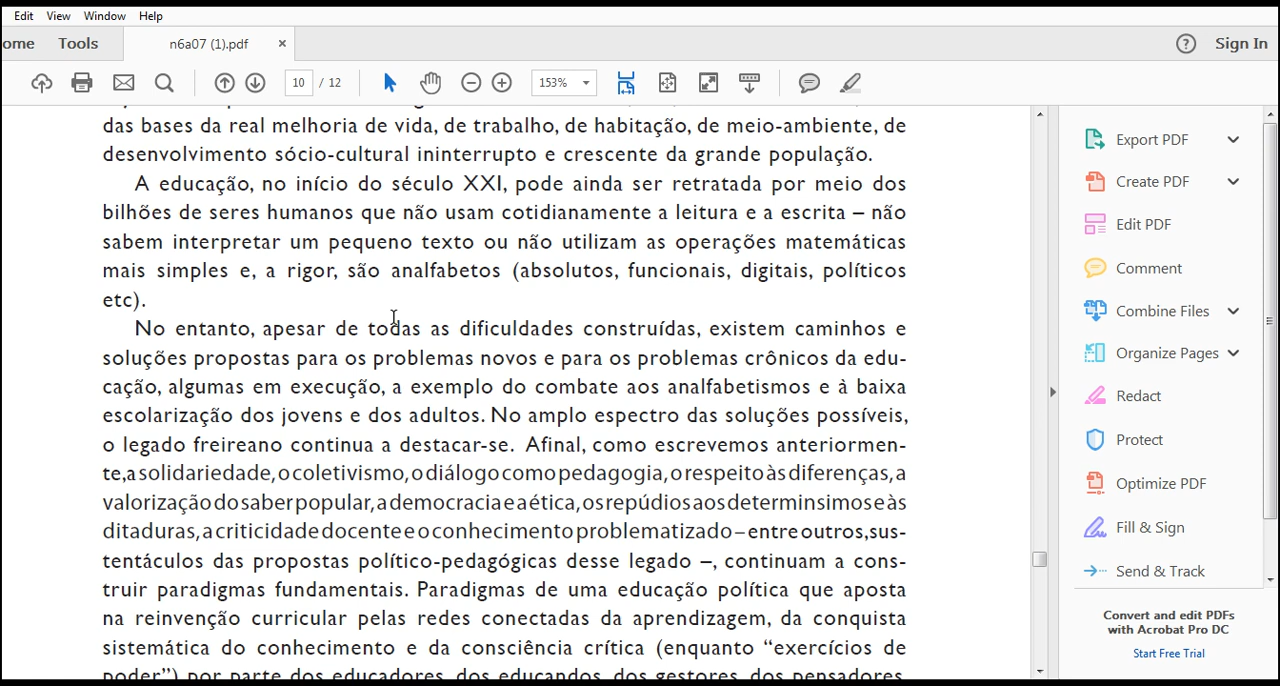 Edit View Window Help
ome Tools n6a07 (1).pdf × ? Sign In
10 / 12 153%
das bases da real melhoria de vida, de trabalho, de habitação, de meio-ambiente, de
desenvolvimento sócio-cultural ininterrupto e crescente da grande população.
A educação, no início do século XXI, pode ainda ser retratada por meio dos
bilhões de seres humanos que não usam cotidianamente a leitura e a escrita – não
sabem interpretar um pequeno texto ou não utilizam as operações matemáticas
mais simples e, a rigor, são analfabetos (absolutos, funcionais, digitais, políticos
etc).
No entanto, apesar de todas as dificuldades construídas, existem caminhos e
soluções propostas para os problemas novos e para os problemas crônicos da edu-
cação, algumas em execução, a exemplo do combate aos analfabetismos e à baixa
escolarização dos jovens e dos adultos. No amplo espectro das soluções possíveis,
o legado freireano continua a destacar-se. Afinal, como escrevemos anteriormen-
te, a solidariedade, o coletivismo, o diálogo como pedagogia, o respeito às diferenças, a
valorização do saber popular, a democracia e a ética, os repúdios aos determinsimos e às
ditaduras, a criticidade docente e o conhecimento problematizado – entre outros, sus-
tentáculos das propostas político-pedagógicas desse legado –, continuam a cons-
truir paradigmas fundamentais. Paradigmas de uma educação política que aposta
na reinvenção curricular pelas redes conectadas da aprendizagem, da conquista
sistemática do conhecimento e da consciência crítica (enquanto “exercícios de
poder”) por parte dos educadores, dos educandos, dos gestores, dos pensadores,
Export PDF
Create PDF
Edit PDF
Comment
Combine Files
Organize Pages
Redact
Protect
Optimize PDF
Fill & Sign
Send & Track
Convert and edit PDFs
with Acrobat Pro DC
Start Free Trial